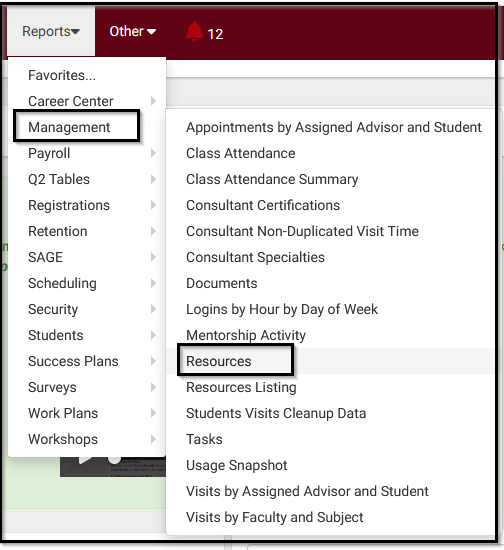 Reports
Other
12
Favorites...
Career Center
Management
Payroll
Q2 Tables
Registrations
Retention
SAGE
Scheduling
Security
Students
Success Plans
Surveys
Work Plans
Workshops
Appointments by Assigned Advisor and Student
Class Attendance
Class Attendance Summary
Consultant Certifications
Consultant Non-Duplicated Visit Time
Consultant Specialties
Documents
Logins by Hour by Day of Week
Mentorship Activity
Resources
Resources Listing
Students Visits Cleanup Data
Tasks
Usage Snapshot
Visits by Assigned Advisor and Student
Visits by Faculty and Subject